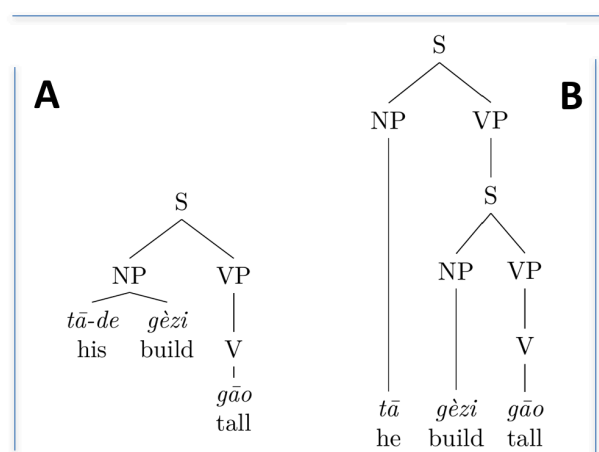 A
S
NP VP
tā-de gèzi
his build
V
gāo
tall
B
S
NP VP
S
NP VP
V
tā gèzi gāo
he build tall